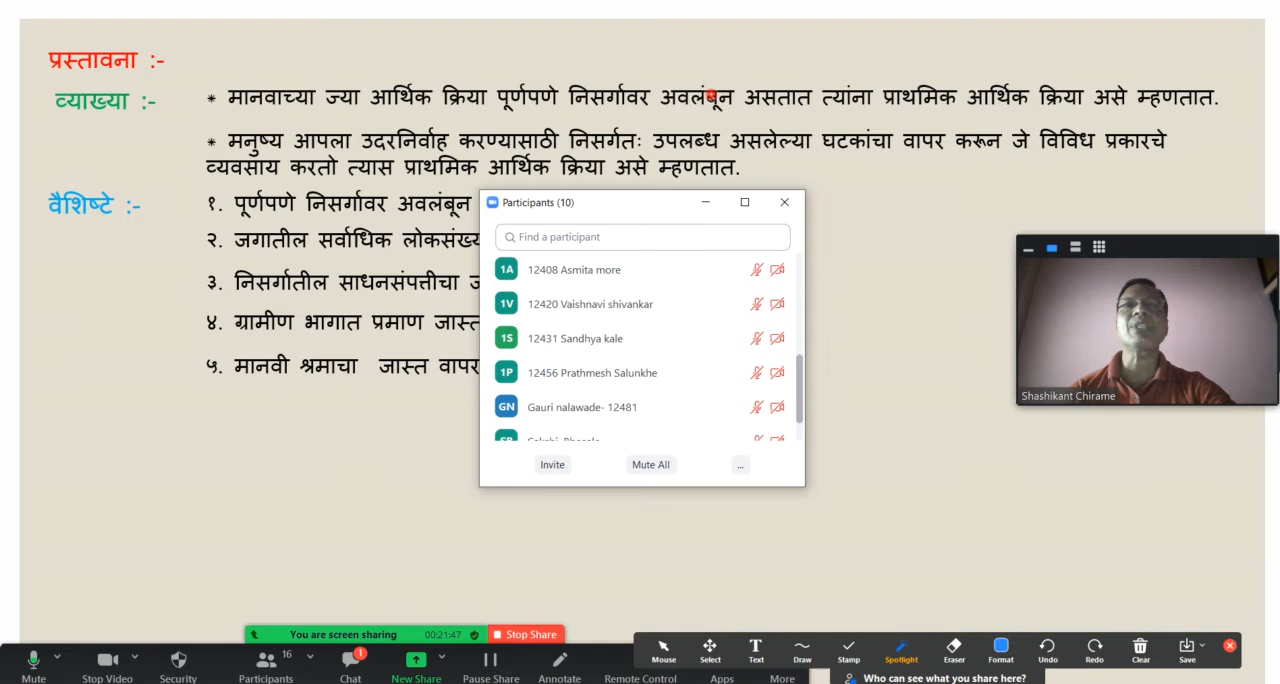 प्रस्तावना :-
व्याख्या :-
* मानवाच्या ज्या आर्थिक क्रिया पूर्णपणे निसर्गावर अवलंबून असतात त्यांना प्राथमिक आर्थिक क्रिया असे म्हणतात.
* मनुष्य आपला उदरनिर्वाह करण्यासाठी निसर्गतः उपलब्ध असलेल्या घटकांचा वापर करून जे विविध प्रकारचे
व्यवसाय करतो त्यास प्राथमिक आर्थिक क्रिया असे म्हणतात.
वैशिष्टे :-
१. पूर्णपणे निसर्गावर अवलंबून
२. जगातील सर्वाधिक
३. निसर्गातील साधनसंपत्तीचा
४. ग्रामीण भागात प्रमाण जास्त
५. मानवी श्रमाचा जास्त वापर
Participants (10)
Find a participant
1A 12408 Asmita more
1V 12420 Vaishnavi shivankar
1S 12431 Sandhya kale
1P 12456 Prathmesh Salunkhe
GN Gauri nalawade- 12481
Invite Mute All ...
Shashikant Chirame
You are screen sharing 00:21:47 Stop Share
Mouse Select Text Draw Stamp Spotlight Eraser Format Undo Redo Clear Save
16
1
Mute Stop Video Security Participants Chat New Share Pause Share Annotate Remote Control Apps More
Who can see what you share here?